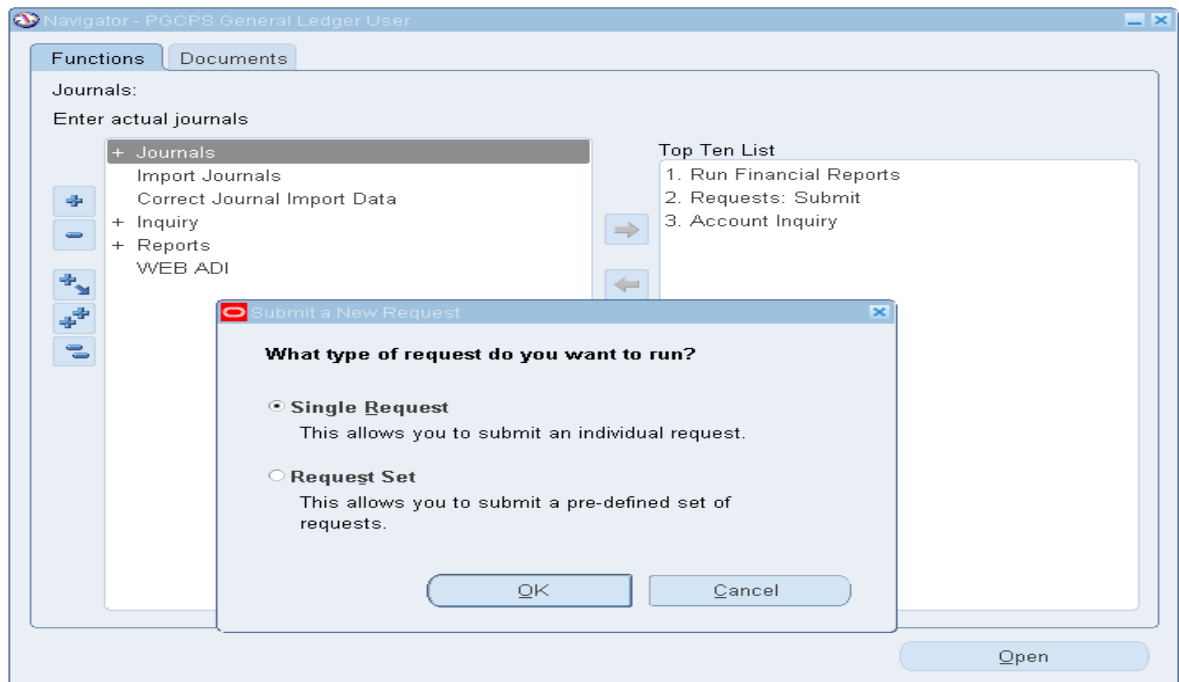 Navigator - PGCPS General Ledger User
Functions
Documents
Journals:
Enter actual journals
+ Journals
Import Journals
Correct Journal Import Data
+ Inquiry
+ Reports
WEB ADI
Top Ten List
1. Run Financial Reports
2. Requests: Submit
3. Account Inquiry
Submit a New Request
What type of request do you want to run?
Single Request
This allows you to submit an individual request.
Request Set
This allows you to submit a pre-defined set of
requests.
OK
Cancel
Open